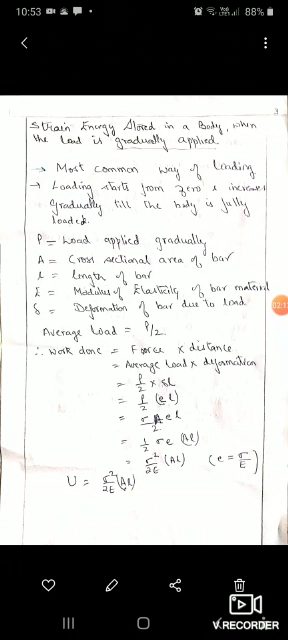 10:53
88%
Strain Energy Stored in a Body, when
the load is gradually applied.
→ Most common way of loading
→ Loading starts from zero & increases
gradually till the body is fully
loaded.
P = Load applied gradually
A = Cross sectional area of bar
l = length of bar
E = Modulus of Elasticity of bar material
δ = Deformation of bar due to load
Average load = P/2
∴ Work done = Force × distance
= Average load × deformation
= P/2 × δl
= P/2 (e l)
= σA/2 e l
= 1/2 σe (Al)
= σ²/2E (Al) (e = σ/E)
U = σ²/2E (Al)
V.RECORDER